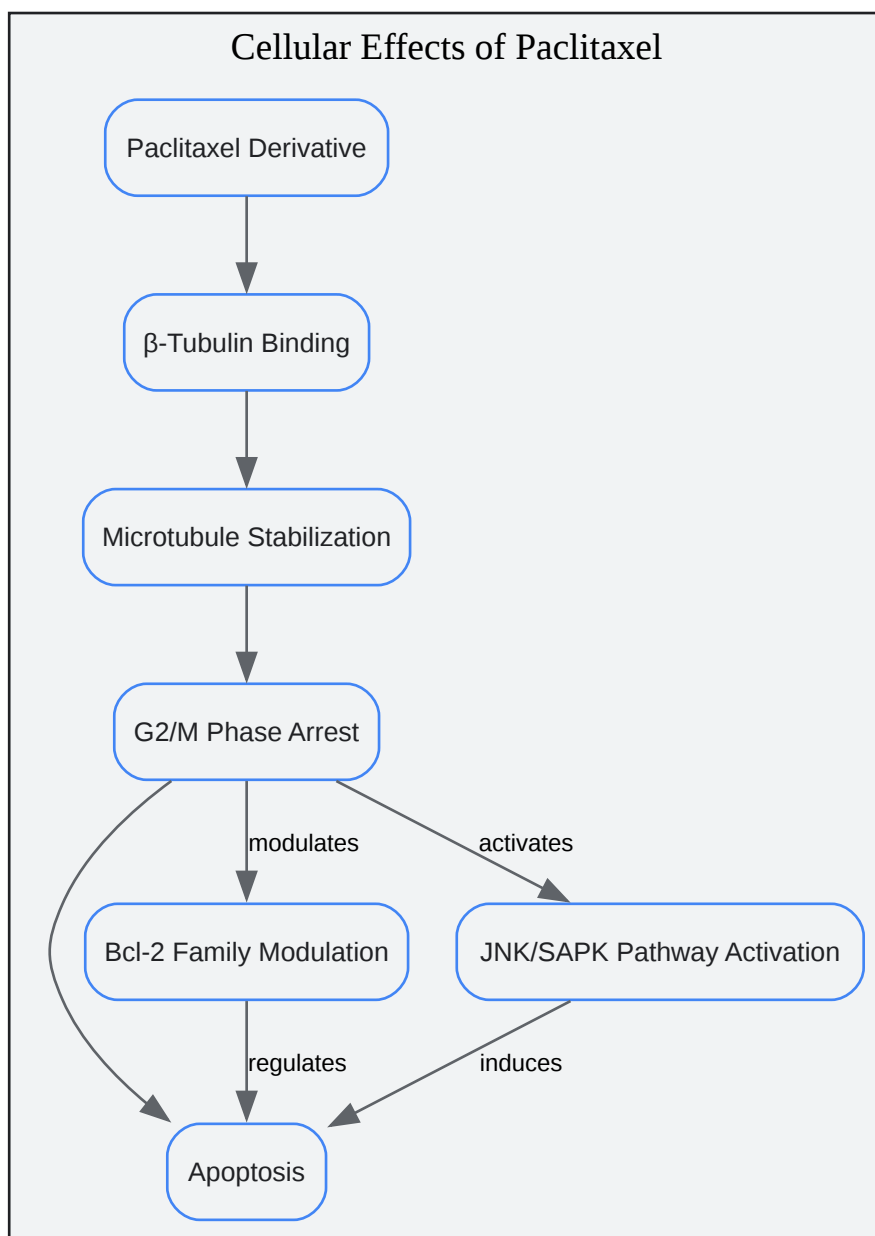 Cellular Effects of Paclitaxel
Paclitaxel Derivative
β-Tubulin Binding
Microtubule Stabilization
G2/M Phase Arrest
modulates
activates
Bcl-2 Family Modulation
JNK/SAPK Pathway Activation
regulates
induces
Apoptosis